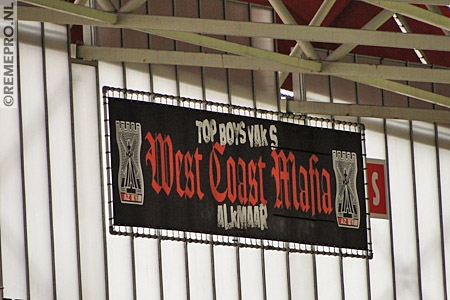 ©REMEPRO.NL
TOP BOYS VAK S
West Coast Mafia
ALKMAAR
S